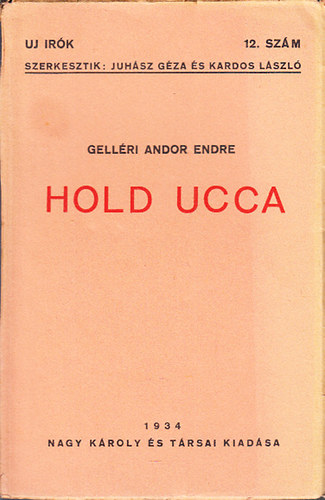 UJ IRÓK 12. SZÁM
SZERKESZTIK: JUHÁSZ GÉZA ÉS KARDOS LÁSZLÓ
GELLÉRI ANDOR ENDRE
HOLD UCCA
1934
NAGY KÁROLY ÉS TÁRSAI KIADÁSA